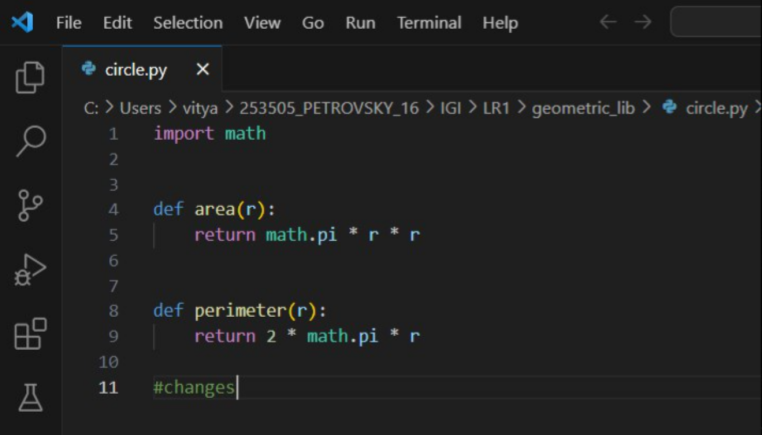 File Edit Selection View Go Run Terminal Help
circle.py
C: > Users > vitya > 253505_PETROVSKY_16 > IGI > LR1 > geometric_lib > circle.py >
1 import math
2
3
4 def area(r):
5     return math.pi * r * r
6
7
8 def perimeter(r):
9     return 2 * math.pi * r
10
11 #changes